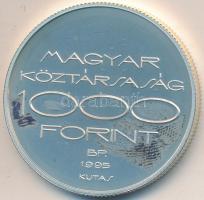 MAGYAR
KÖZTÁRSASÁG
1000
FORINT
BP.
1995
KUTAS